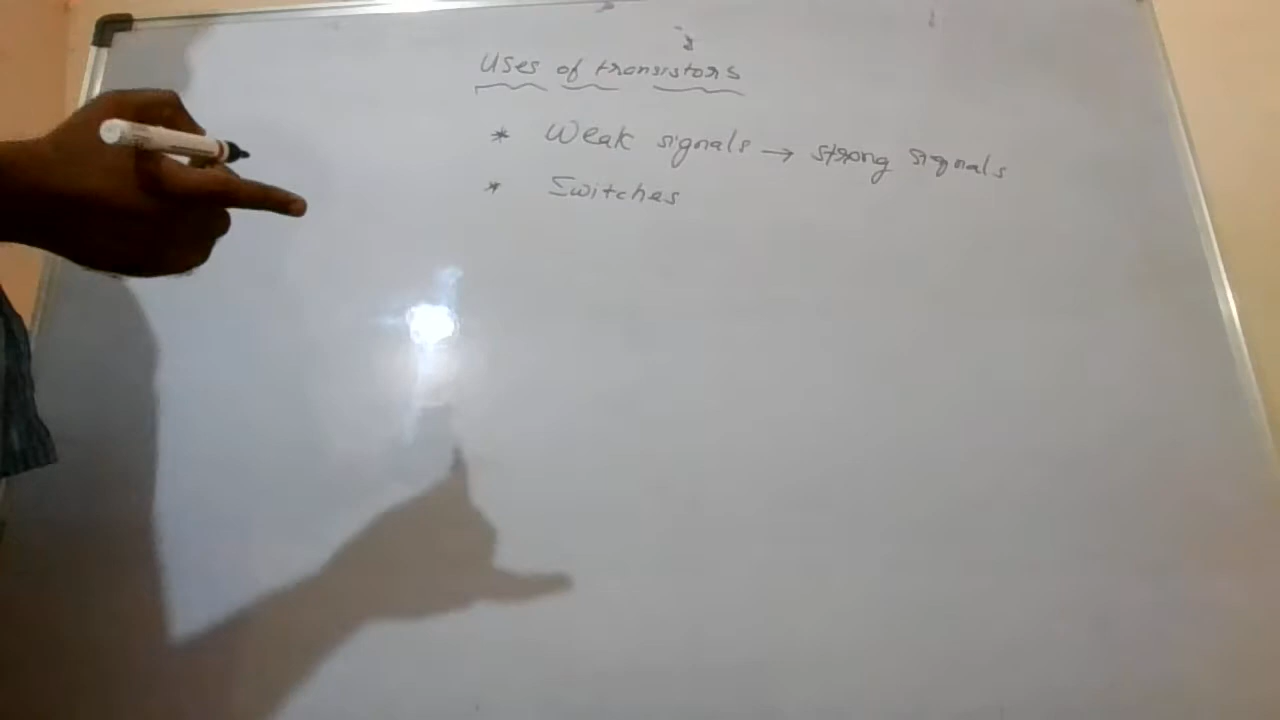 Uses of transistors
* Weak signals → strong signals
* Switches